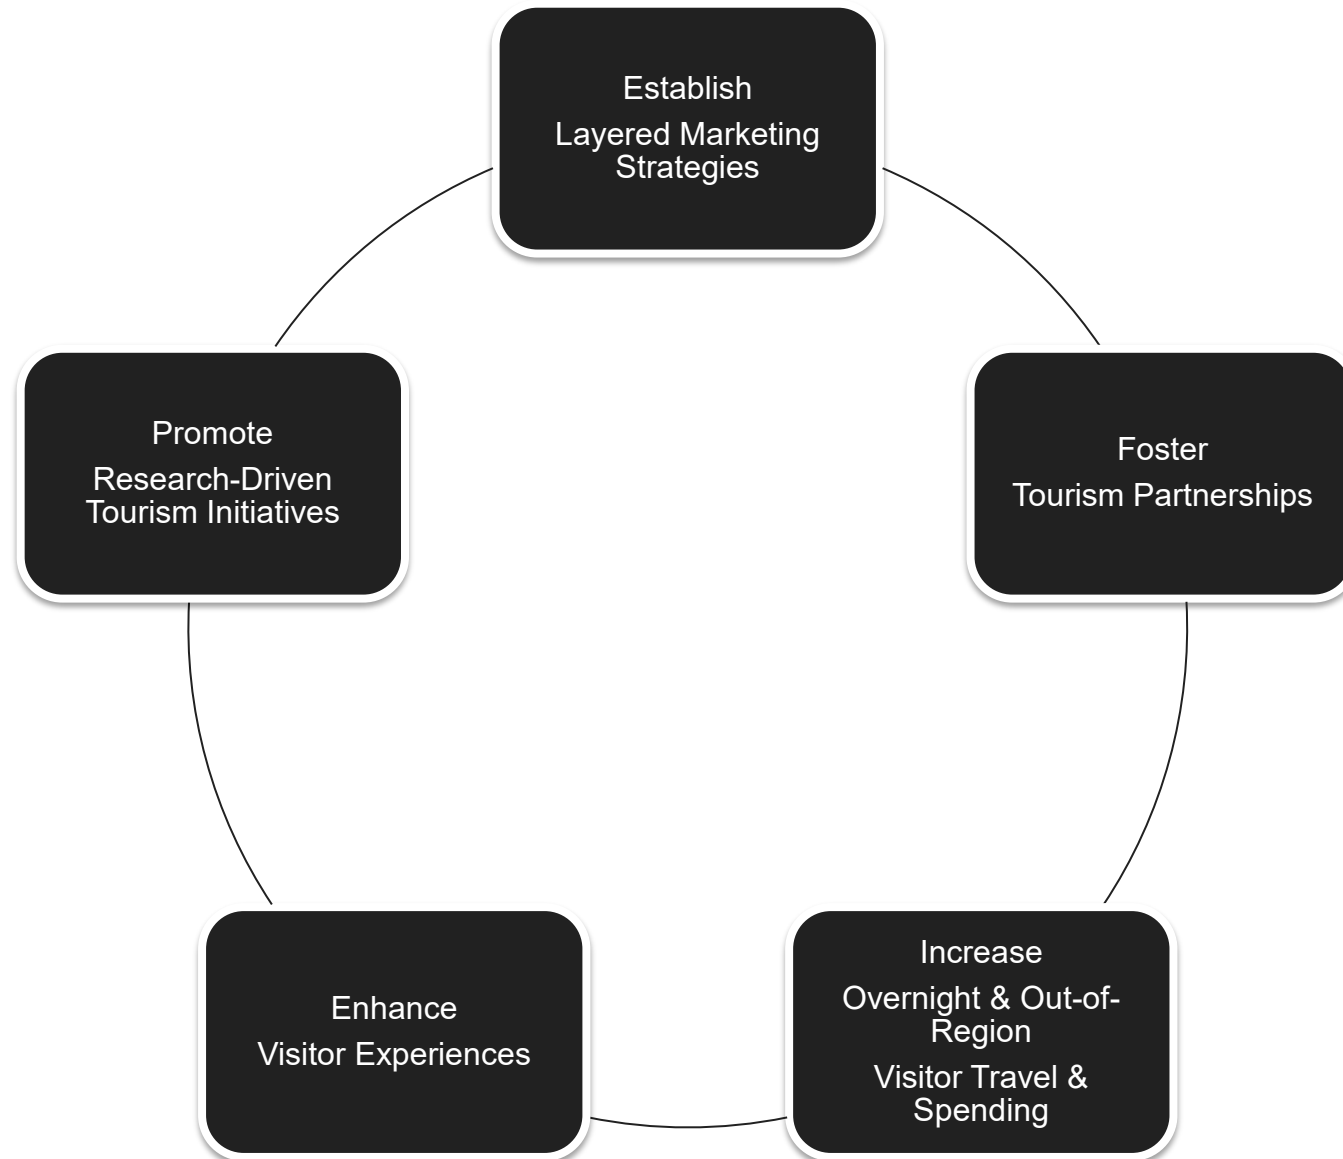 Establish
Layered Marketing
Strategies
Foster
Tourism Partnerships
Increase
Overnight & Out-of-
Region
Visitor Travel &
Spending
Enhance
Visitor Experiences
Promote
Research-Driven
Tourism Initiatives